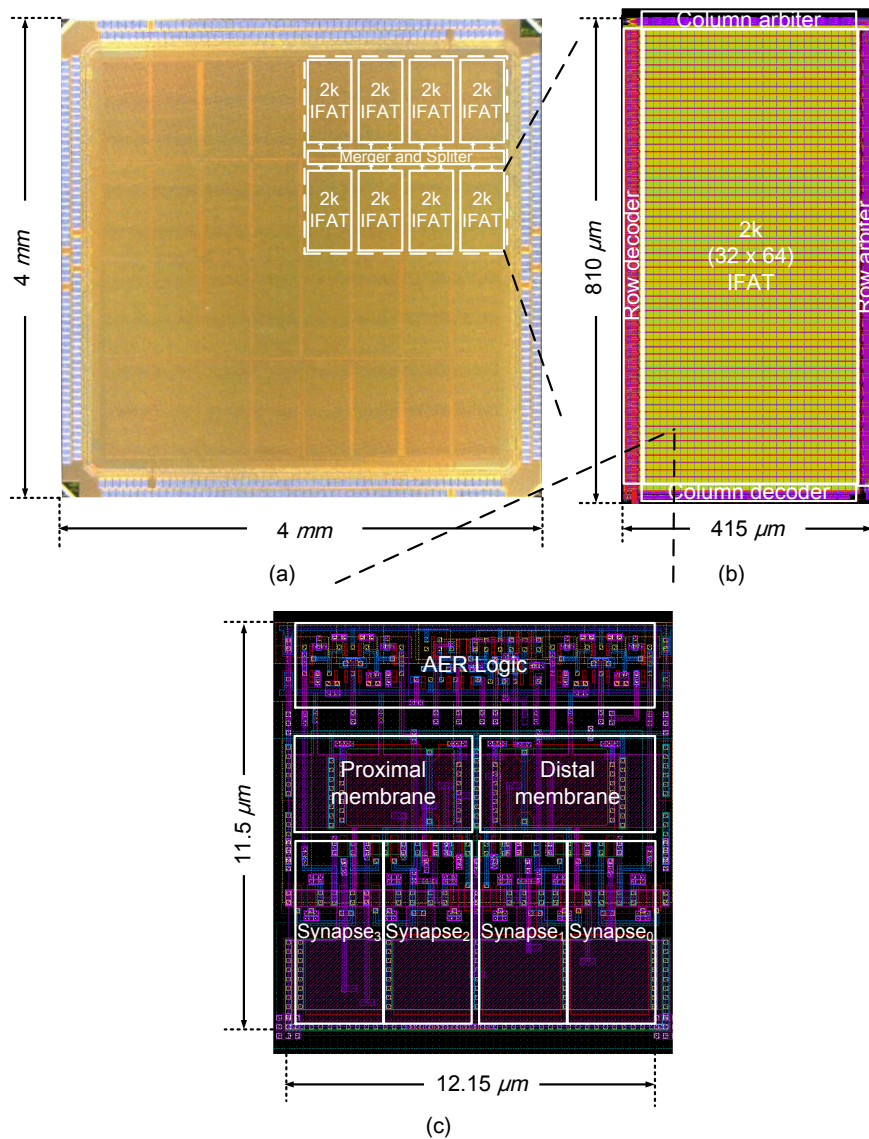 2k 2k 2k 2k
IFAT IFAT IFAT IFAT
Merger and Spliter
2k 2k 2k 2k
IFAT IFAT IFAT IFAT
4 mm
4 mm
(a)
Column arbiter
Row decoder
2k
(32 x 64)
IFAT
Row arbiter
Column decoder
810 µm
415 µm
(b)
AER Logic
Proximal
membrane
Distal
membrane
Synapse₃ Synapse₂ Synapse₁ Synapse₀
11.5 µm
12.15 µm
(c)